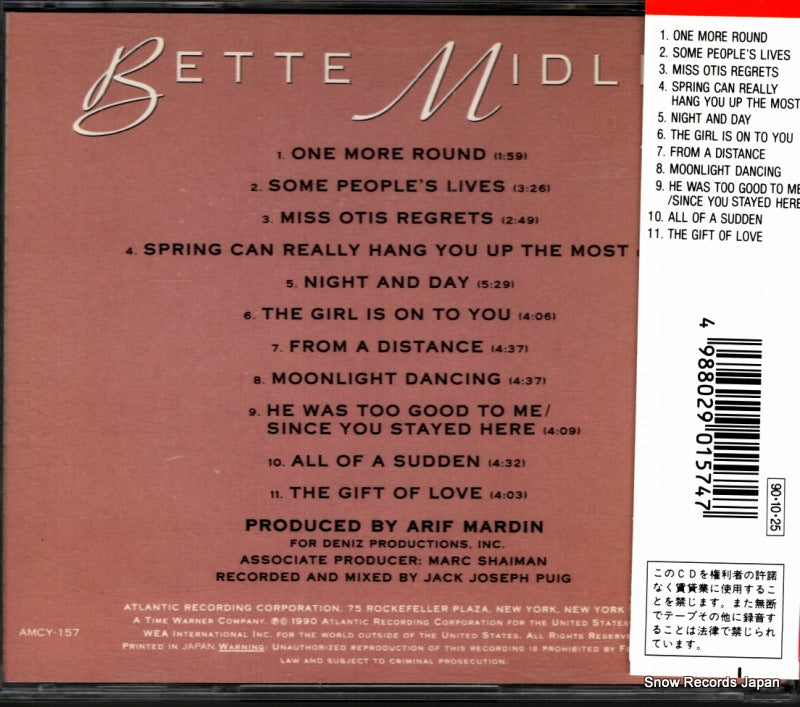 BETTE MIDL
1. ONE MORE ROUND (1:59)
2. SOME PEOPLE'S LIVES (3:26)
3. MISS OTIS REGRETS (2:49)
4. SPRING CAN REALLY HANG YOU UP THE MOST
5. NIGHT AND DAY (5:29)
6. THE GIRL IS ON TO YOU (4:06)
7. FROM A DISTANCE (4:37)
8. MOONLIGHT DANCING (4:37)
9. HE WAS TOO GOOD TO ME/
SINCE YOU STAYED HERE (4:09)
10. ALL OF A SUDDEN (4:32)
11. THE GIFT OF LOVE (4:03)
PRODUCED BY ARIF MARDIN
FOR DENIZ PRODUCTIONS, INC.
ASSOCIATE PRODUCER: MARC SHAIMAN
RECORDED AND MIXED BY JACK JOSEPH PUIG
ATLANTIC RECORDING CORPORATION, 75 ROCKEFELLER PLAZA, NEW YORK, NEW YORK
A TIME WARNER COMPANY. ℗©1990 ATLANTIC RECORDING CORPORATION FOR THE UNITED STATES
WEA INTERNATIONAL INC. FOR THE WORLD OUTSIDE OF THE UNITED STATES. ALL RIGHTS RESERVE
PRINTED IN JAPAN. WARNING: UNAUTHORIZED REPRODUCTION OF THIS RECORDING IS PROHIBITED BY
LAW AND SUBJECT TO CRIMINAL PROSECUTION.
AMCY-157
1. ONE MORE ROUND
2. SOME PEOPLE'S LIVES
3. MISS OTIS REGRETS
4. SPRING CAN REALLY
HANG YOU UP THE MOST
5. NIGHT AND DAY
6. THE GIRL IS ON TO YOU
7. FROM A DISTANCE
8. MOONLIGHT DANCING
9. HE WAS TOO GOOD TO ME
/SINCE YOU STAYED HERE
10. ALL OF A SUDDEN
11. THE GIFT OF LOVE
4 988029 015747
90・10・25
このCDを権利者の許諾
なく賃貸業に使用するこ
とを禁じます。また無断
でテープその他に録音す
ることは法律で禁じられ
ています。
Snow Records Japan